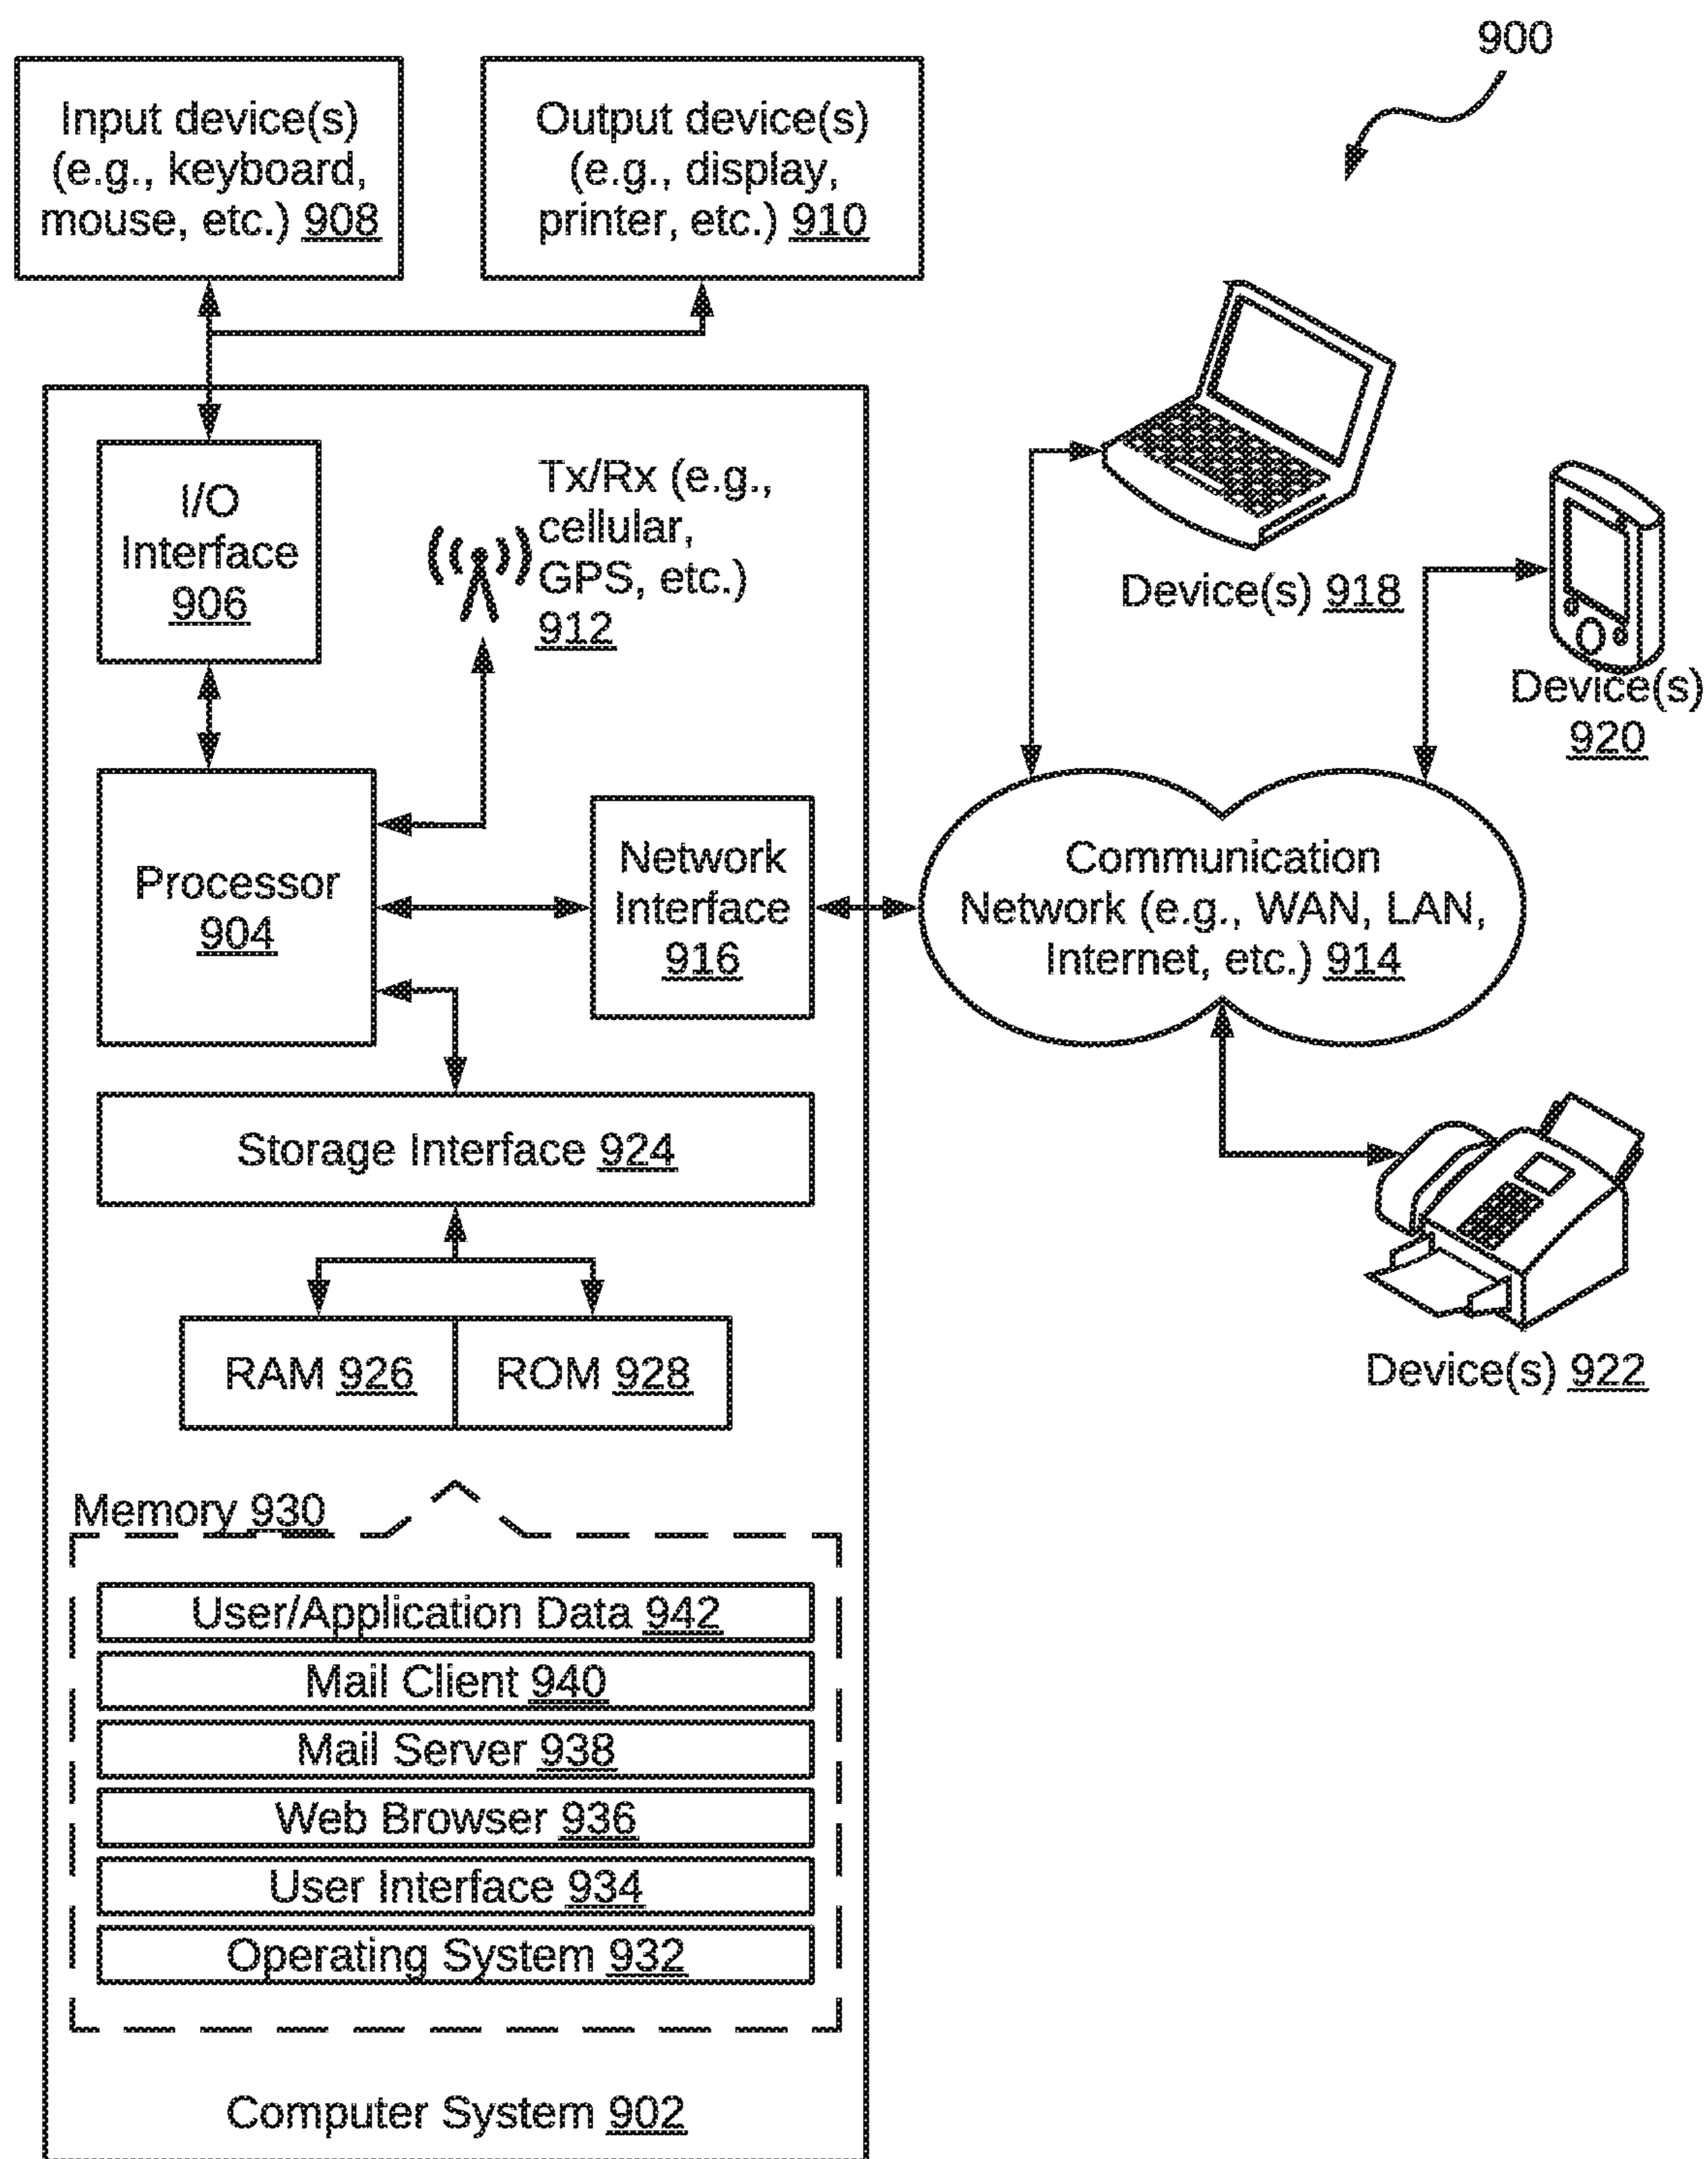 900
Input device(s)
(e.g., keyboard,
mouse, etc.) 908
Output device(s)
(e.g., display,
printer, etc.) 910
I/O
Interface
906
Tx/Rx (e.g.,
cellular,
GPS, etc.)
912
Device(s) 918
Device(s)
920
Processor
904
Network
Interface
916
Communication
Network (e.g., WAN, LAN,
Internet, etc.) 914
Storage Interface 924
RAM 926
ROM 928
Device(s) 922
Memory 930
User/Application Data 942
Mail Client 940
Mail Server 938
Web Browser 936
User Interface 934
Operating System 932
Computer System 902